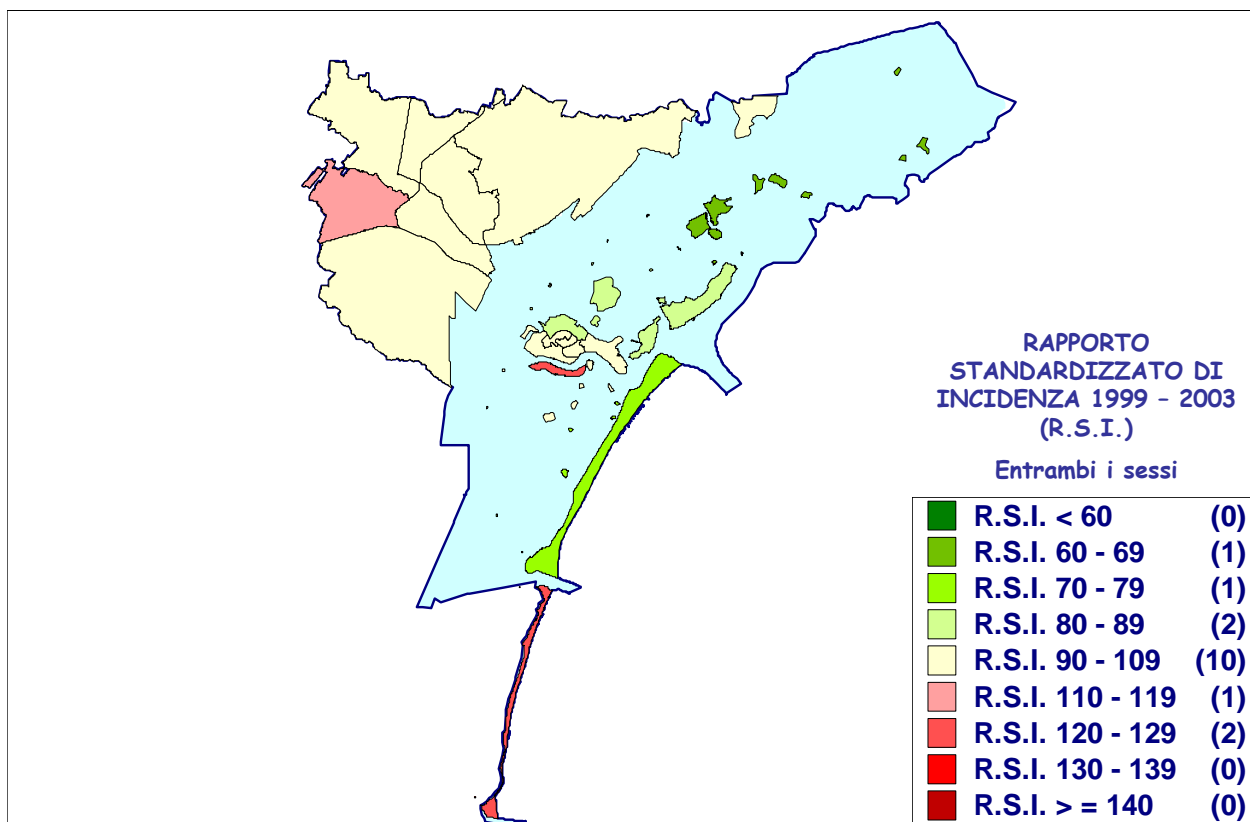 RAPPORTO
STANDARDIZZATO DI
INCIDENZA 1999 – 2003
(R.S.I.)
Entrambi i sessi
R.S.I. < 60 (0)
R.S.I. 60 - 69 (1)
R.S.I. 70 - 79 (1)
R.S.I. 80 - 89 (2)
R.S.I. 90 - 109 (10)
R.S.I. 110 - 119 (1)
R.S.I. 120 - 129 (2)
R.S.I. 130 - 139 (0)
R.S.I. > = 140 (0)